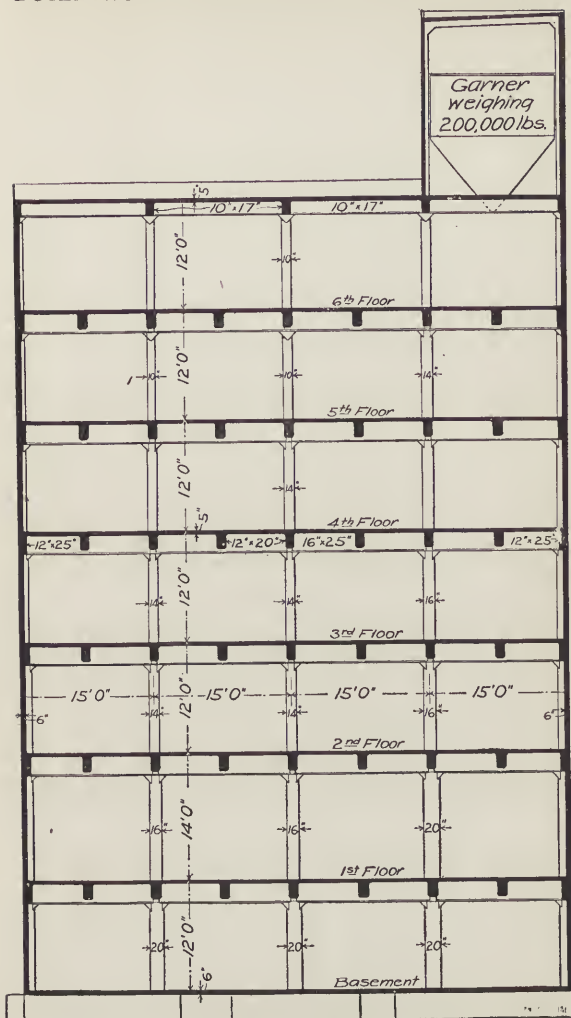 Garner
weighing
200,000 lbs.
5"
10"x17"
10"x17"
12'0"
10"
6th Floor
12'0"
10"
10"
14"
5th Floor
12'0"
14"
5"
4th Floor
12"x25"
12"x20"
16"x25"
12"x25"
12'0"
14"
14"
16"
3rd Floor
15'0"
15'0"
15'0"
15'0"
12'0"
6"
14"
14"
16"
6"
2nd Floor
14'0"
16"
16"
20"
1st Floor
12'0"
20"
20"
20"
6"
Basement